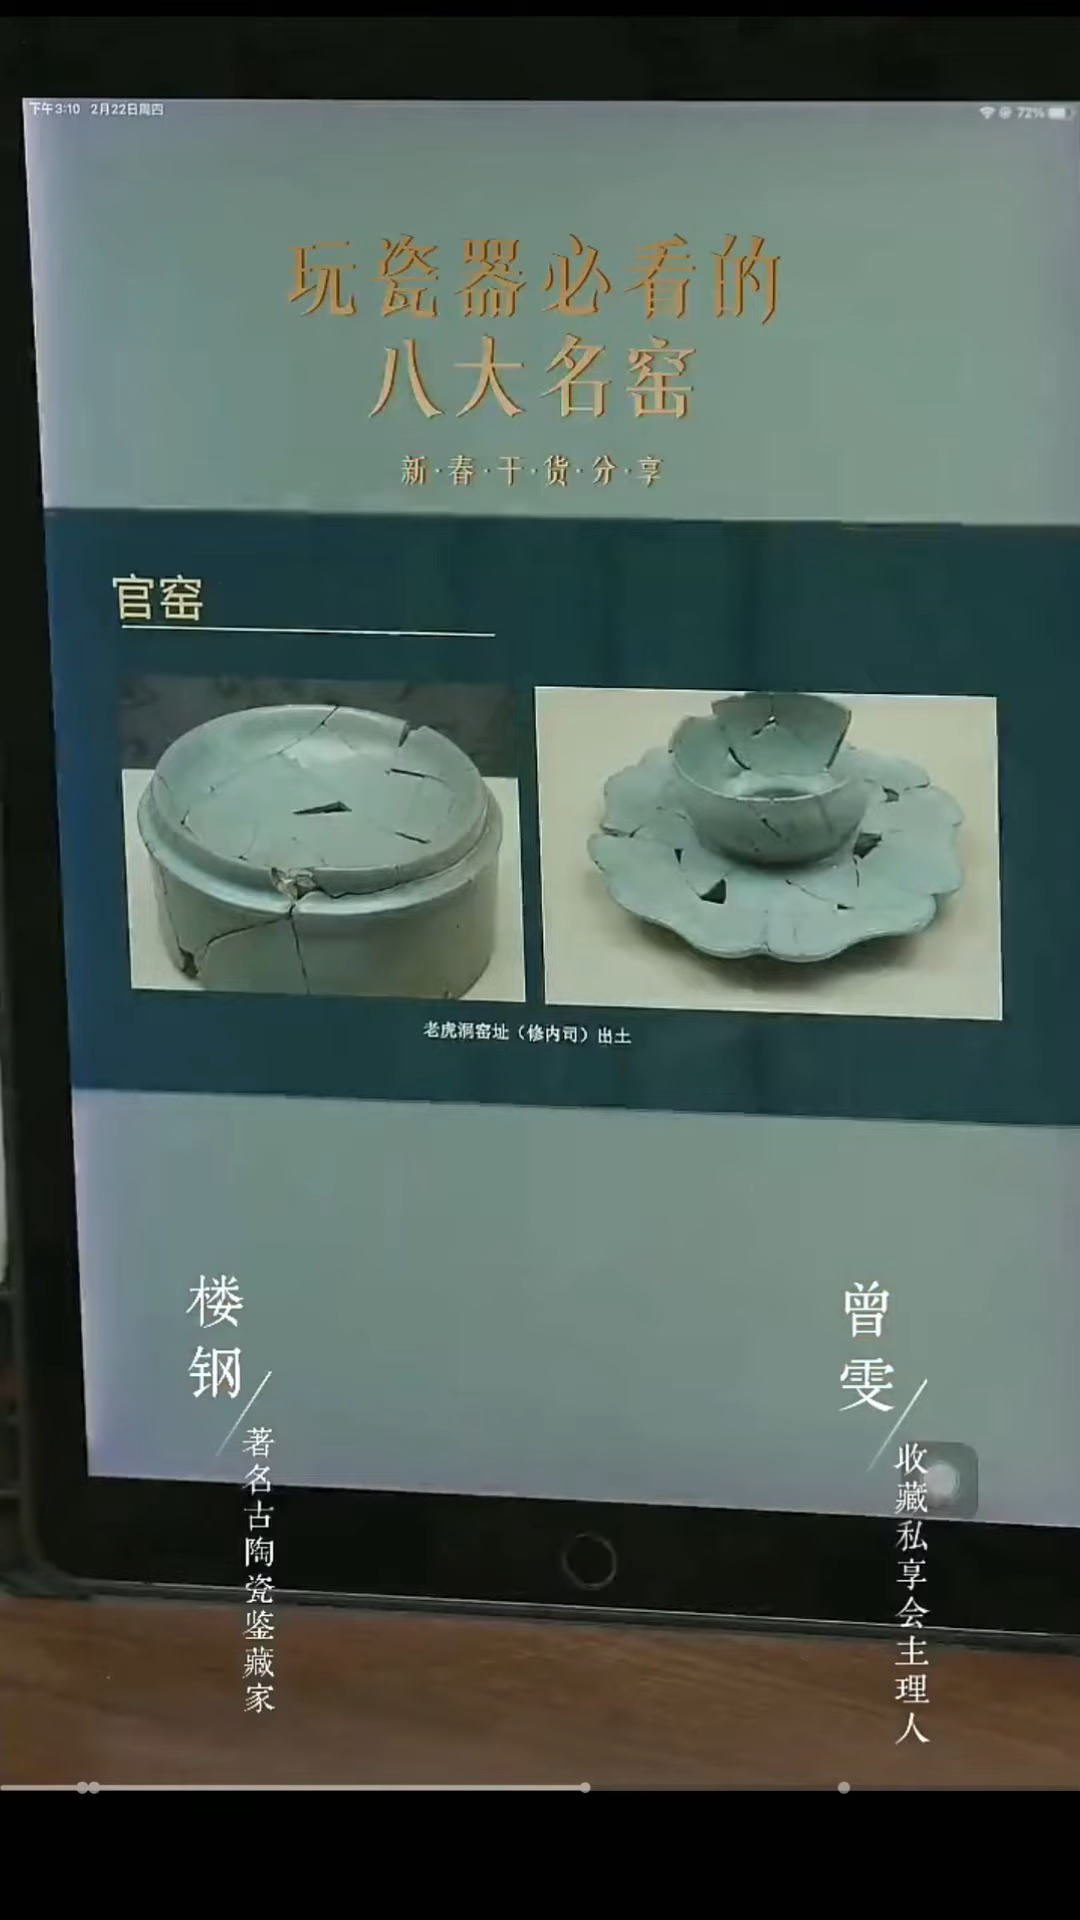 下午3:10 2月22日周四
72%
玩瓷器必看的
八大名窑
新·春·干·货·分·享
官窑
老虎洞窑址（修内司）出土
楼钢
著名古陶瓷鉴藏家
曾雯
收藏私享会主理人